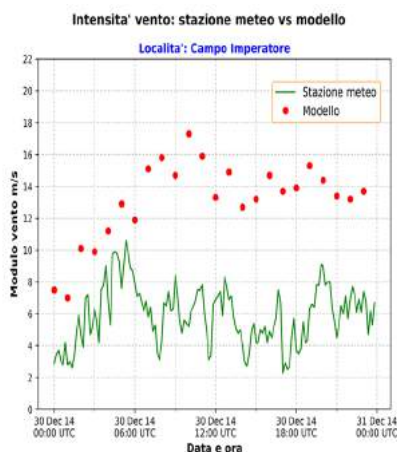 Intensita' vento: stazione meteo vs modello
Localita': Campo Imperatore
Modulo vento m/s
22
20
18
16
14
12
10
8
6
4
2
0
Stazione meteo
Modello
30 Dec 14
00:00 UTC
30 Dec 14
06:00 UTC
30 Dec 14
12:00 UTC
30 Dec 14
18:00 UTC
31 Dec 14
00:00 UTC
Data e ora